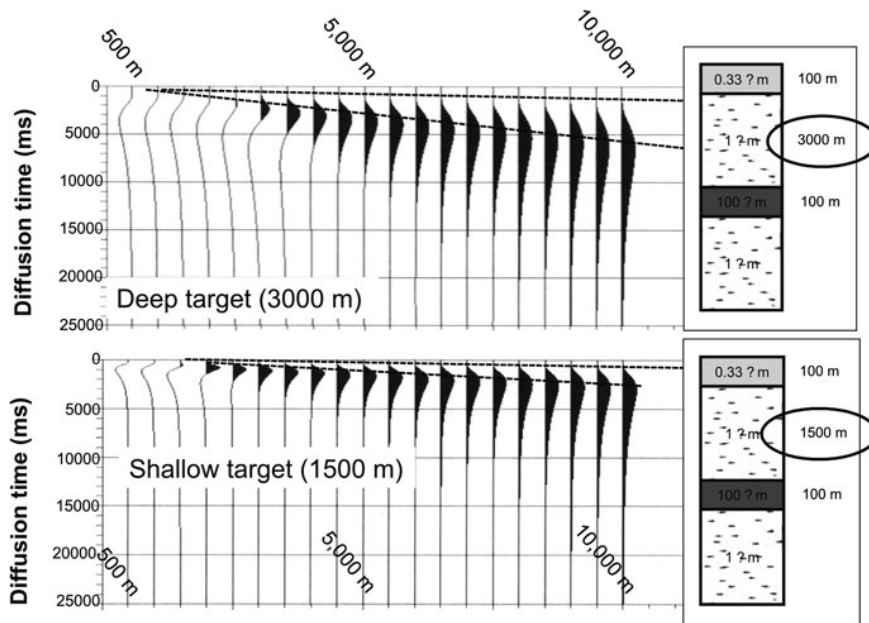 500 m
5,000 m
10,000 m
Diffusion time (ms)
0
5000
10000
15000
20000
25000
Deep target (3000 m)
0.33 ? m
100 m
1 ? m
3000 m
100 ? m
100 m
1 ? m
Diffusion time (ms)
0
5000
10000
15000
20000
25000
Shallow target (1500 m)
500 m
5,000 m
10,000 m
0.33 ? m
100 m
1 ? m
1500 m
100 ? m
100 m
1 ? m